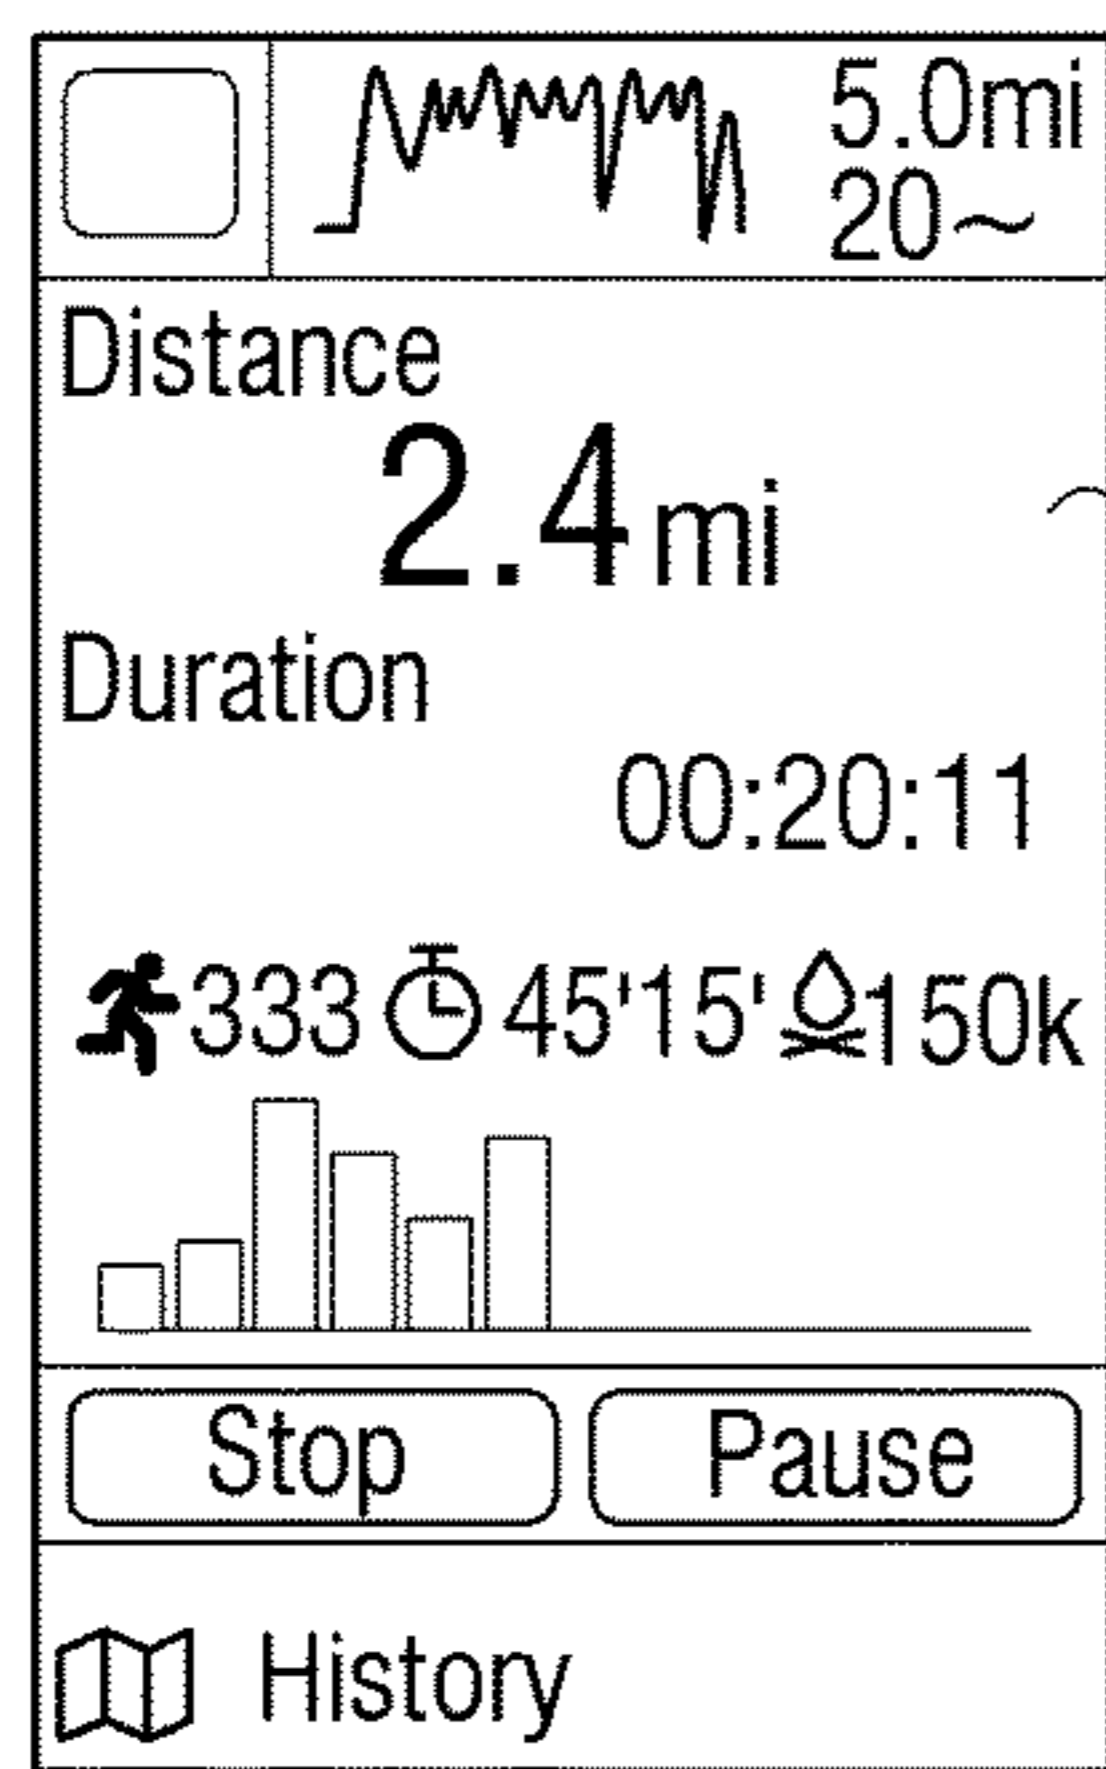 5.0mi
20~
Distance
2.4mi
Duration
00:20:11
333 45'15' 150k
Stop Pause
History